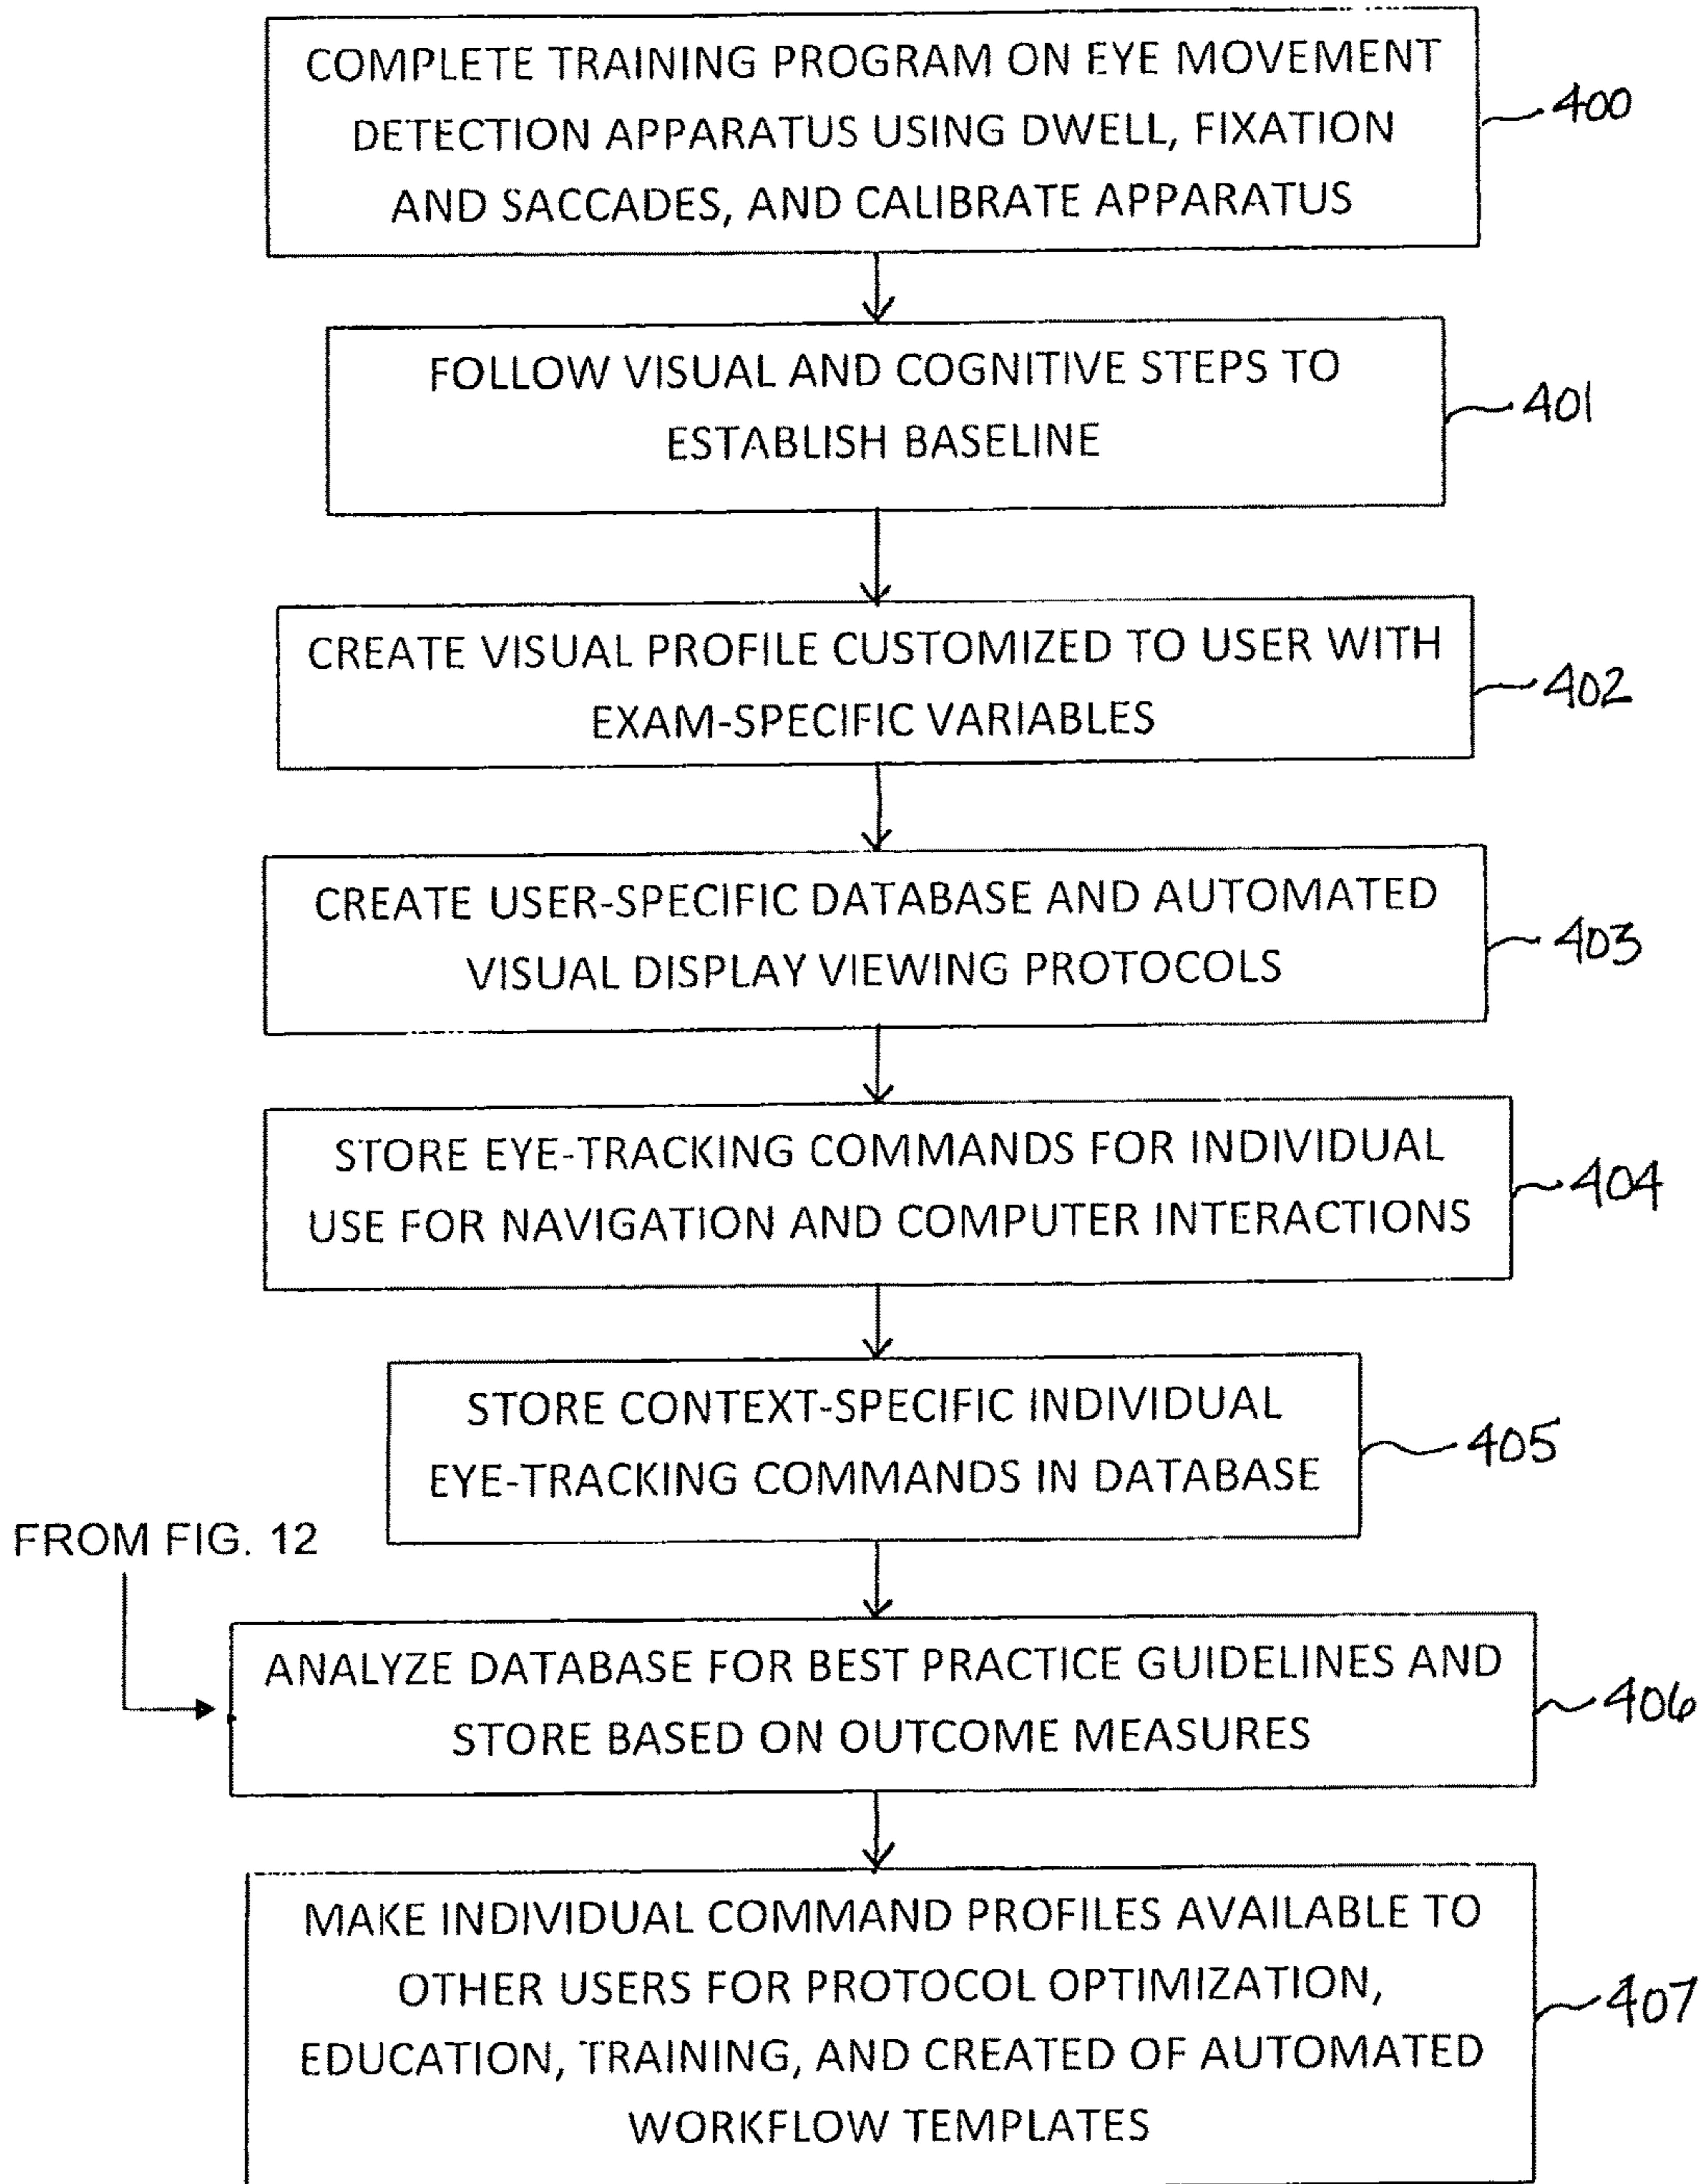 COMPLETE TRAINING PROGRAM ON EYE MOVEMENT
DETECTION APPARATUS USING DWELL, FIXATION
AND SACCADES, AND CALIBRATE APPARATUS
400
FOLLOW VISUAL AND COGNITIVE STEPS TO
ESTABLISH BASELINE
401
CREATE VISUAL PROFILE CUSTOMIZED TO USER WITH
EXAM-SPECIFIC VARIABLES
402
CREATE USER-SPECIFIC DATABASE AND AUTOMATED
VISUAL DISPLAY VIEWING PROTOCOLS
403
STORE EYE-TRACKING COMMANDS FOR INDIVIDUAL
USE FOR NAVIGATION AND COMPUTER INTERACTIONS
404
STORE CONTEXT-SPECIFIC INDIVIDUAL
EYE-TRACKING COMMANDS IN DATABASE
405
FROM FIG. 12
ANALYZE DATABASE FOR BEST PRACTICE GUIDELINES AND
STORE BASED ON OUTCOME MEASURES
406
MAKE INDIVIDUAL COMMAND PROFILES AVAILABLE TO
OTHER USERS FOR PROTOCOL OPTIMIZATION,
EDUCATION, TRAINING, AND CREATED OF AUTOMATED
WORKFLOW TEMPLATES
407